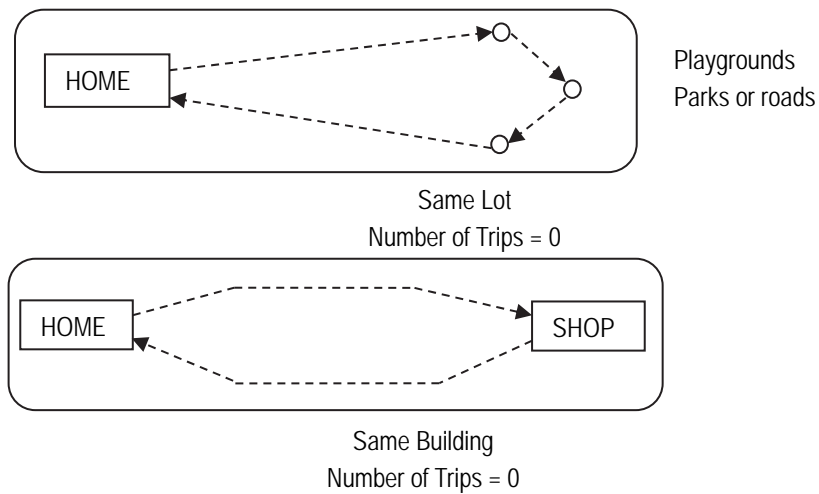 HOME
Playgrounds
Parks or roads
Same Lot
Number of Trips = 0
HOME
SHOP
Same Building
Number of Trips = 0